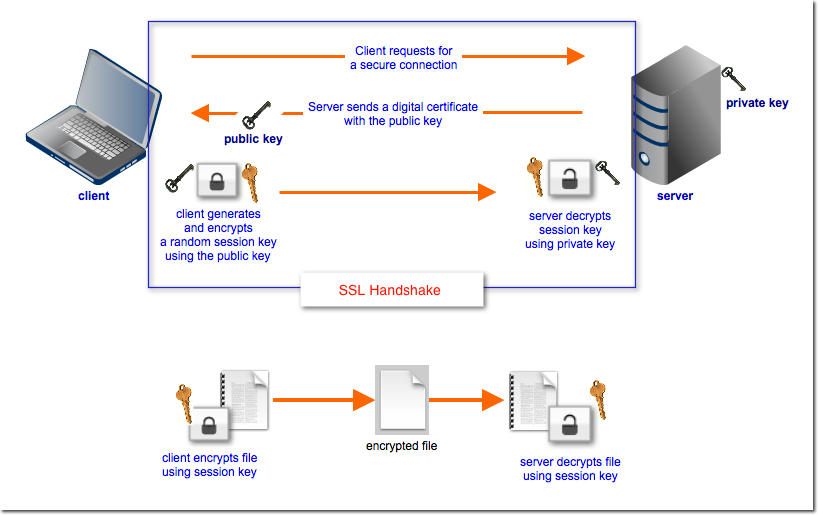 Client requests for
a secure connection
Server sends a digital certificate
with the public key
private key
public key
client
server
client generates
and encrypts
a random session key
using the public key
server decrypts
session key
using private key
SSL Handshake
encrypted file
client encrypts file
using session key
server decrypts file
using session key